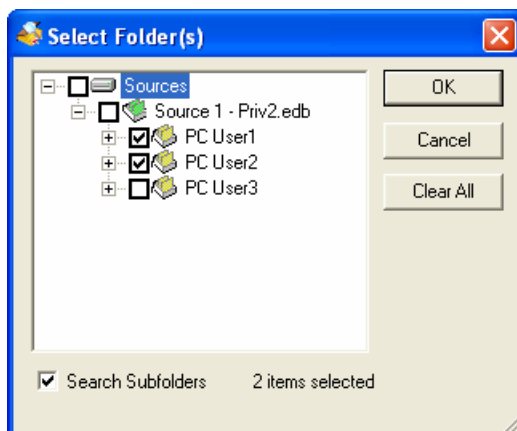 Select Folder(s)
Sources
Source 1 - Priv2.edb
PC User1
PC User2
PC User3
OK
Cancel
Clear All
Search Subfolders
2 items selected